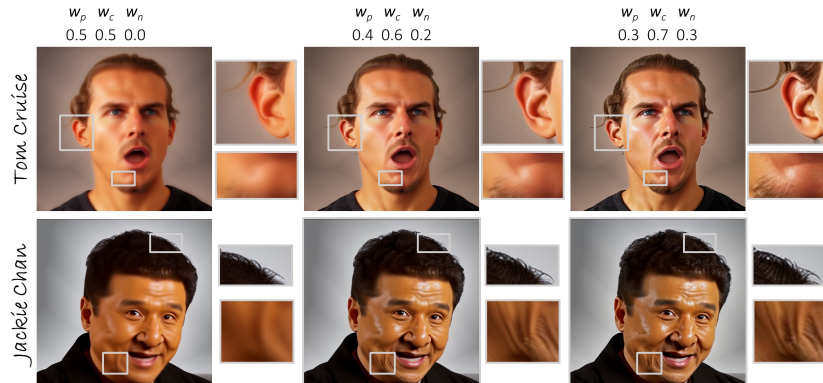 w_p w_c w_n w_p w_c w_n w_p w_c w_n
0.5 0.5 0.0 0.4 0.6 0.2 0.3 0.7 0.3
Tom Cruise
Jackie Chan